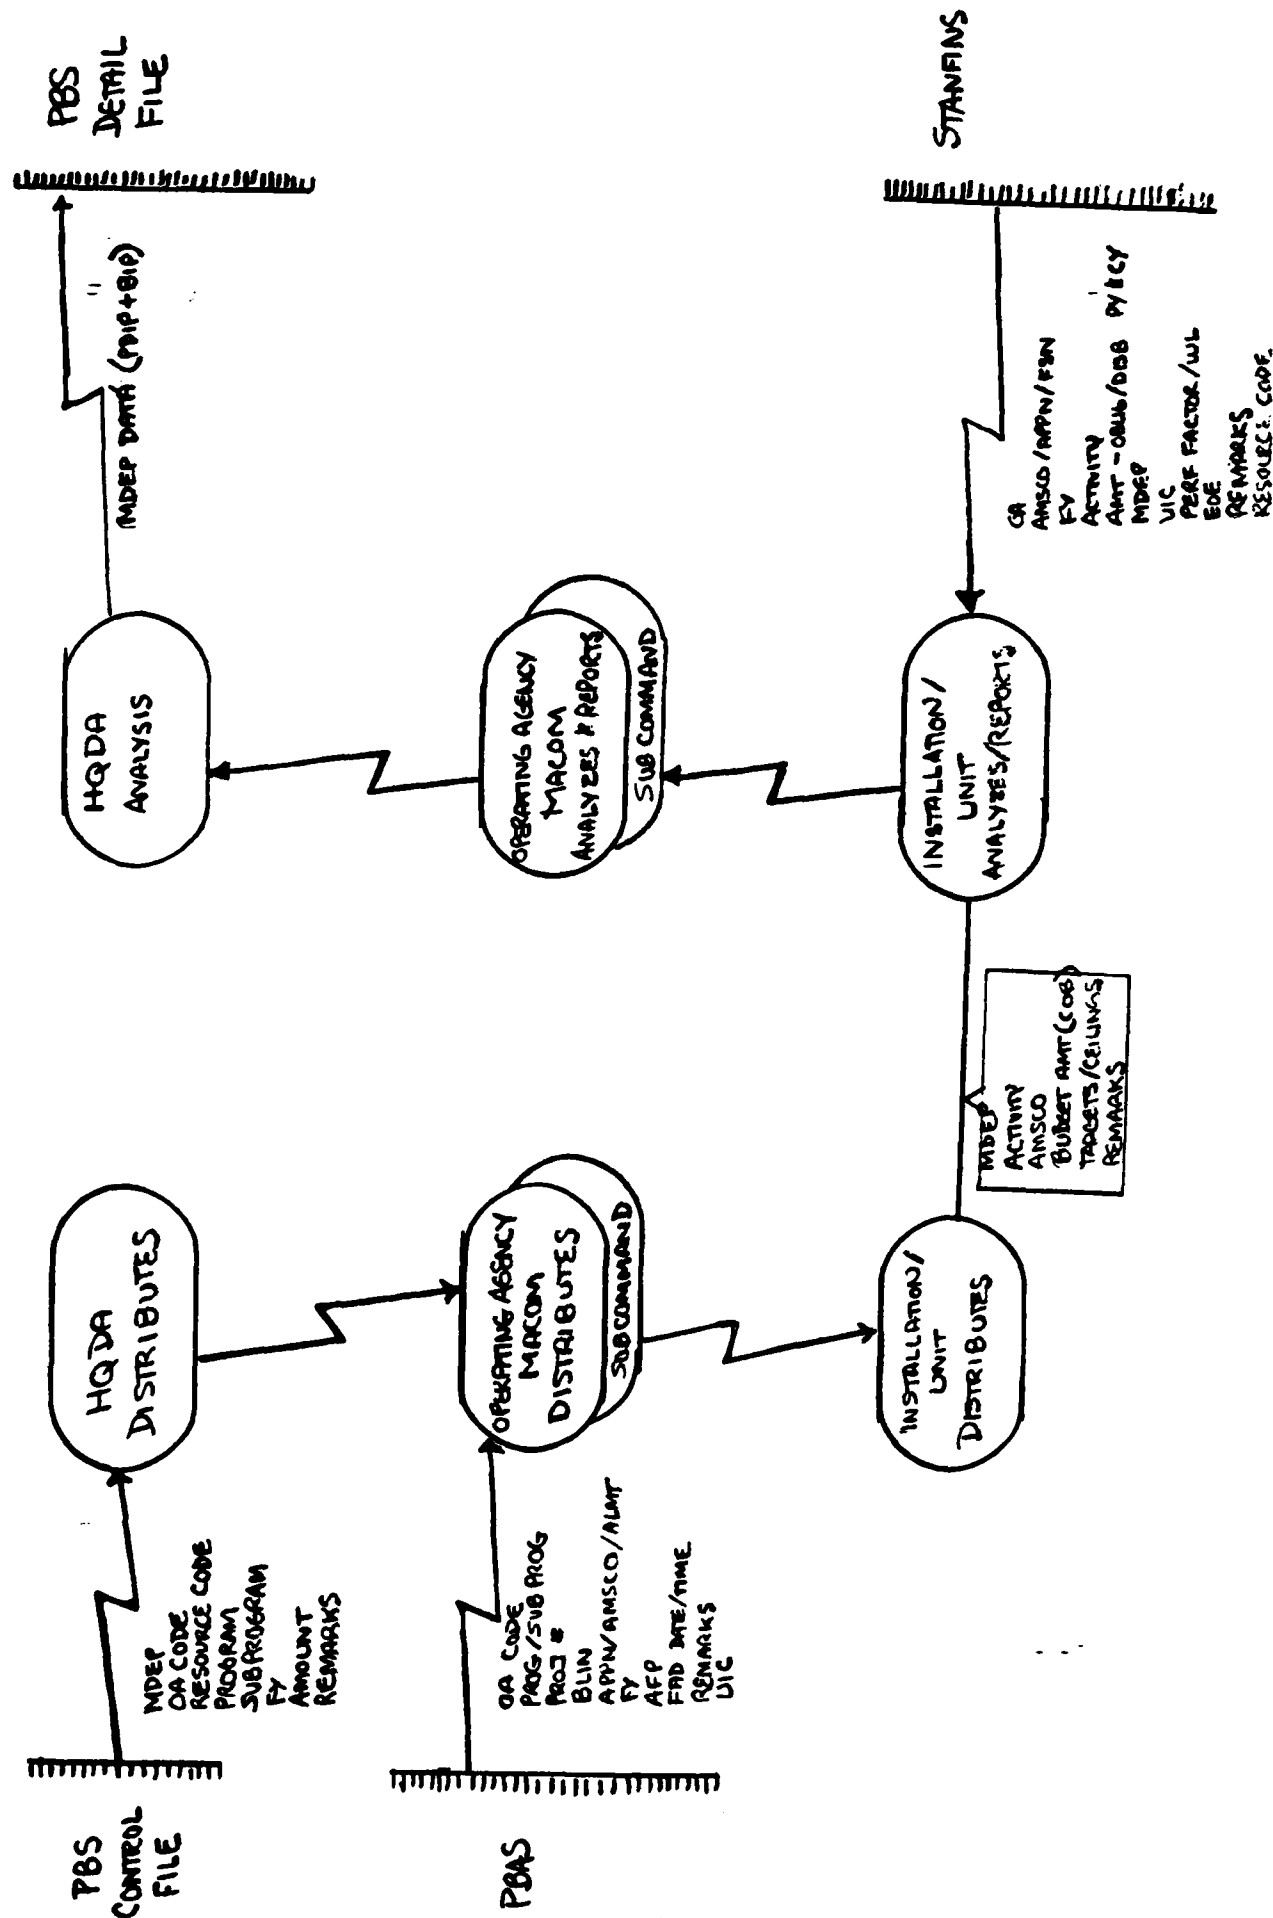 PBS
CONTROL
FILE
MDEP
OA CODE
RESOURCE CODE
PROGRAM
SUBPROGRAM
FY
AMOUNT
REMARKS
HQDA
DISTRIBUTES
HQDA
ANALYSIS
MDEP DATA (PDIP+BIP)
PBS
DETAIL
FILE
PBAS
OA CODE
PROG/SUB PROG
PROJ #
BLIN
APPN/AMSCO/ALMT
FY
AFP
FAD DATE/TIME
REMARKS
UIC
OPERATING AGENCY
MACOM
DISTRIBUTES
SUBCOMMAND
OPERATING AGENCY
MACOM
ANALYZES & REPORTS
SUB COMMAND
INSTALLATION/
UNIT
DISTRIBUTES
MDEP
ACTIVITY
AMSCO
BUDGET AMT (COB)
TARGETS/CEILINGS
REMARKS
INSTALLATION/
UNIT
ANALYZES/REPORTS
OA
AMSCO/APPN/FSN
FY
ACTIVITY
AMT - OBLIG/DISB PY&CY
MDEP
UIC
PERF FACTOR/WL
EOE
REMARKS
RESOURCE CODE
STANFINS